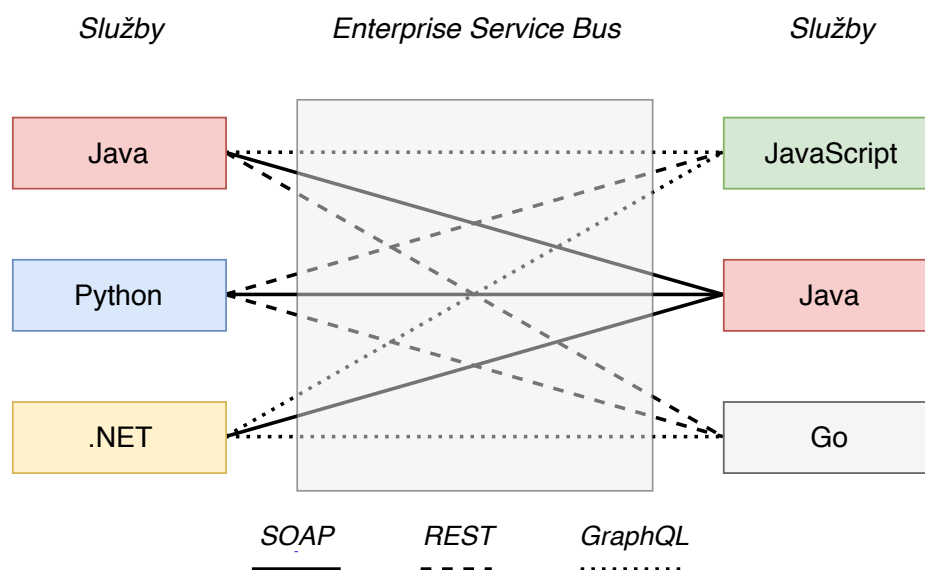 Služby
Enterprise Service Bus
Služby
Java
JavaScript
Python
Java
.NET
Go
SOAP
REST
GraphQL